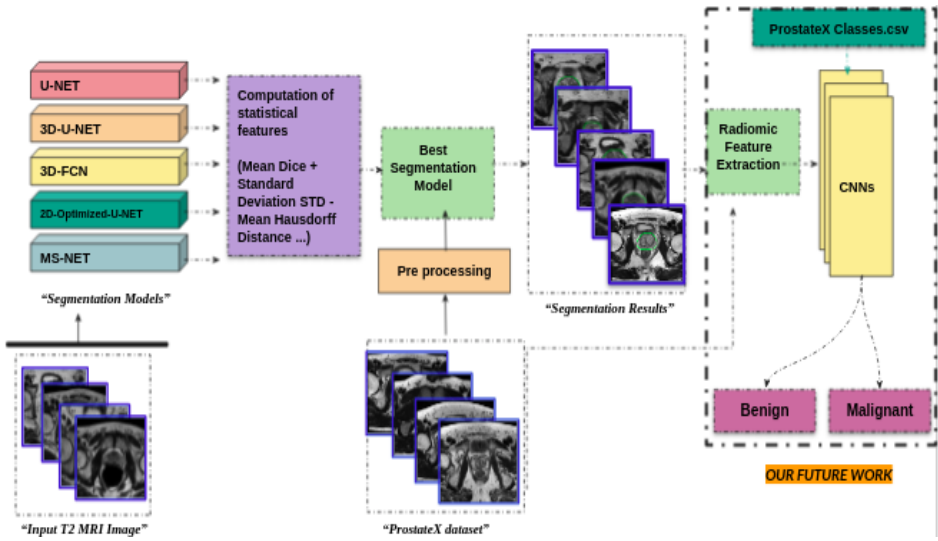 U-NET
3D-U-NET
3D-FCN
2D-Optimized-U-NET
MS-NET
“Segmentation Models”
“Input T2 MRI Image”
Computation of
statistical
features
(Mean Dice +
Standard
Deviation STD -
Mean Hausdorff
Distance ...)
Best
Segmentation
Model
Pre processing
“ProstateX dataset”
“Segmentation Results”
ProstateX Classes.csv
Radiomic
Feature
Extraction
CNNs
Benign
Malignant
OUR FUTURE WORK